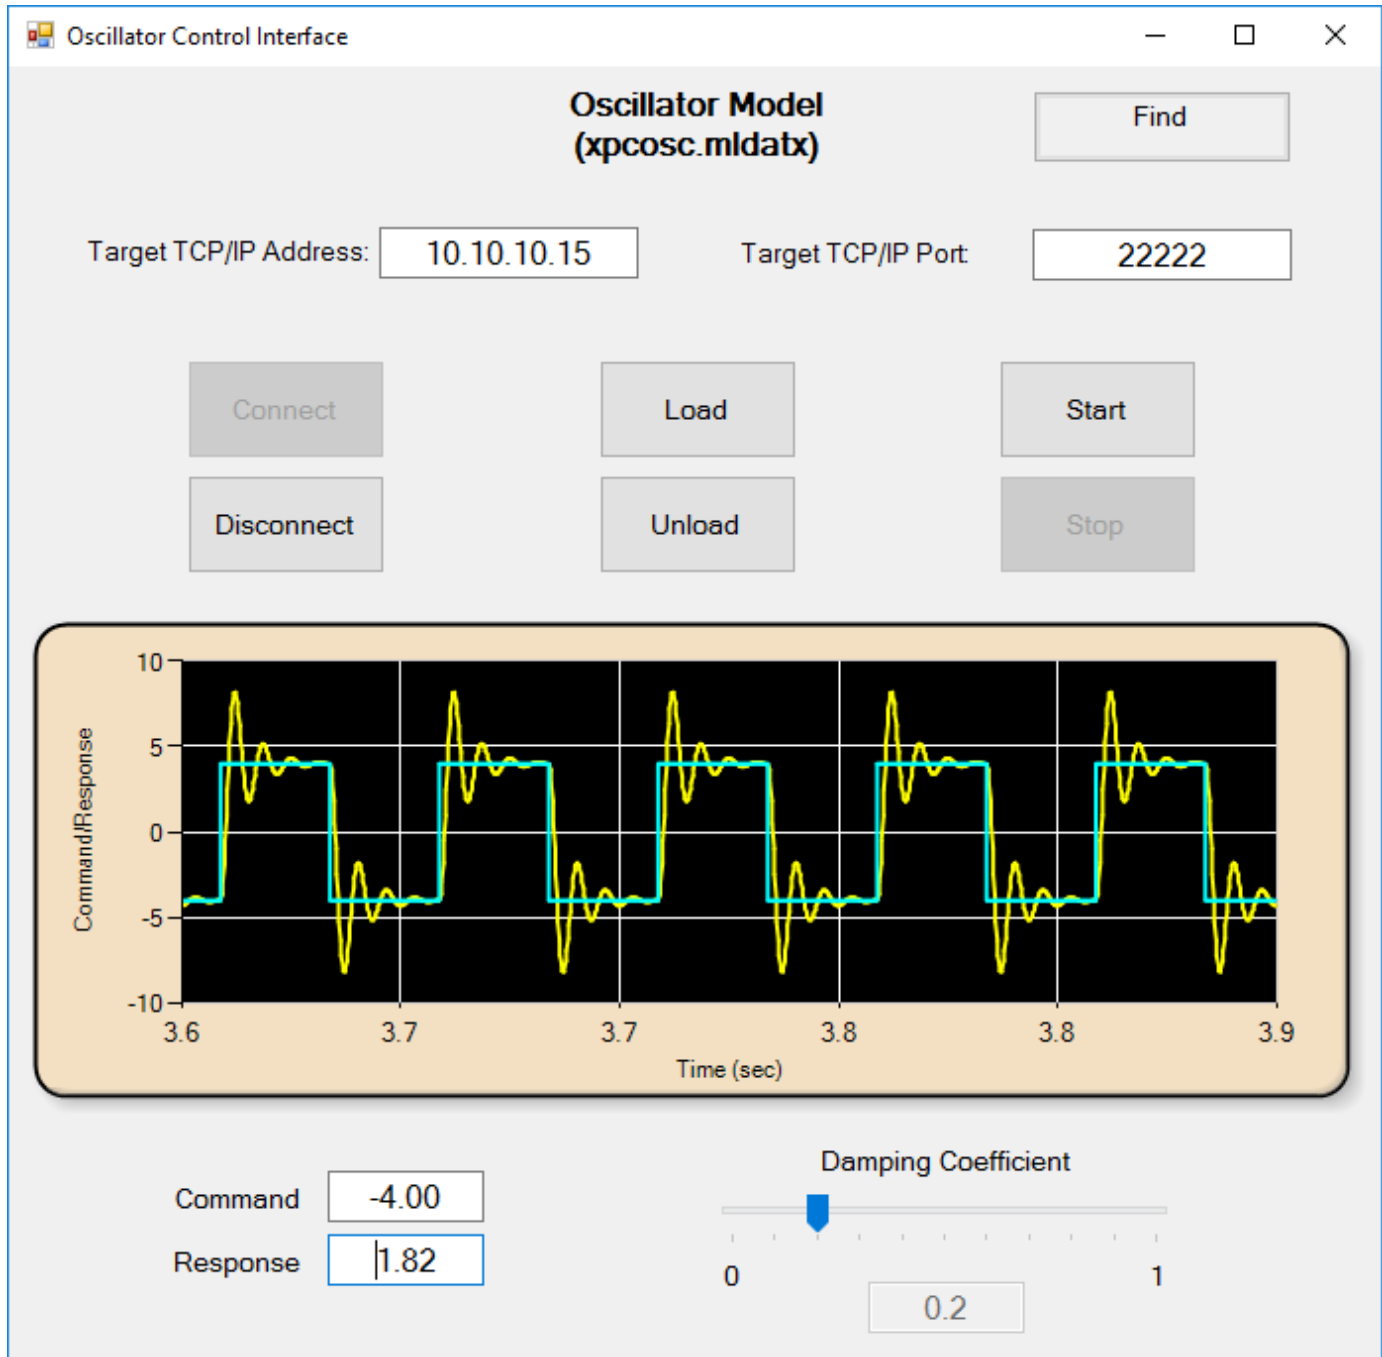 Oscillator Control Interface
Oscillator Model
(xpcosc.mldatx)
Find
Target TCP/IP Address:
10.10.10.15
Target TCP/IP Port:
22222
Connect
Load
Start
Disconnect
Unload
Stop
Command/Response
10
5
0
-5
-10
3.6
3.7
3.7
3.8
3.8
3.9
Time (sec)
Command
-4.00
Response
1.82
Damping Coefficient
0
1
0.2